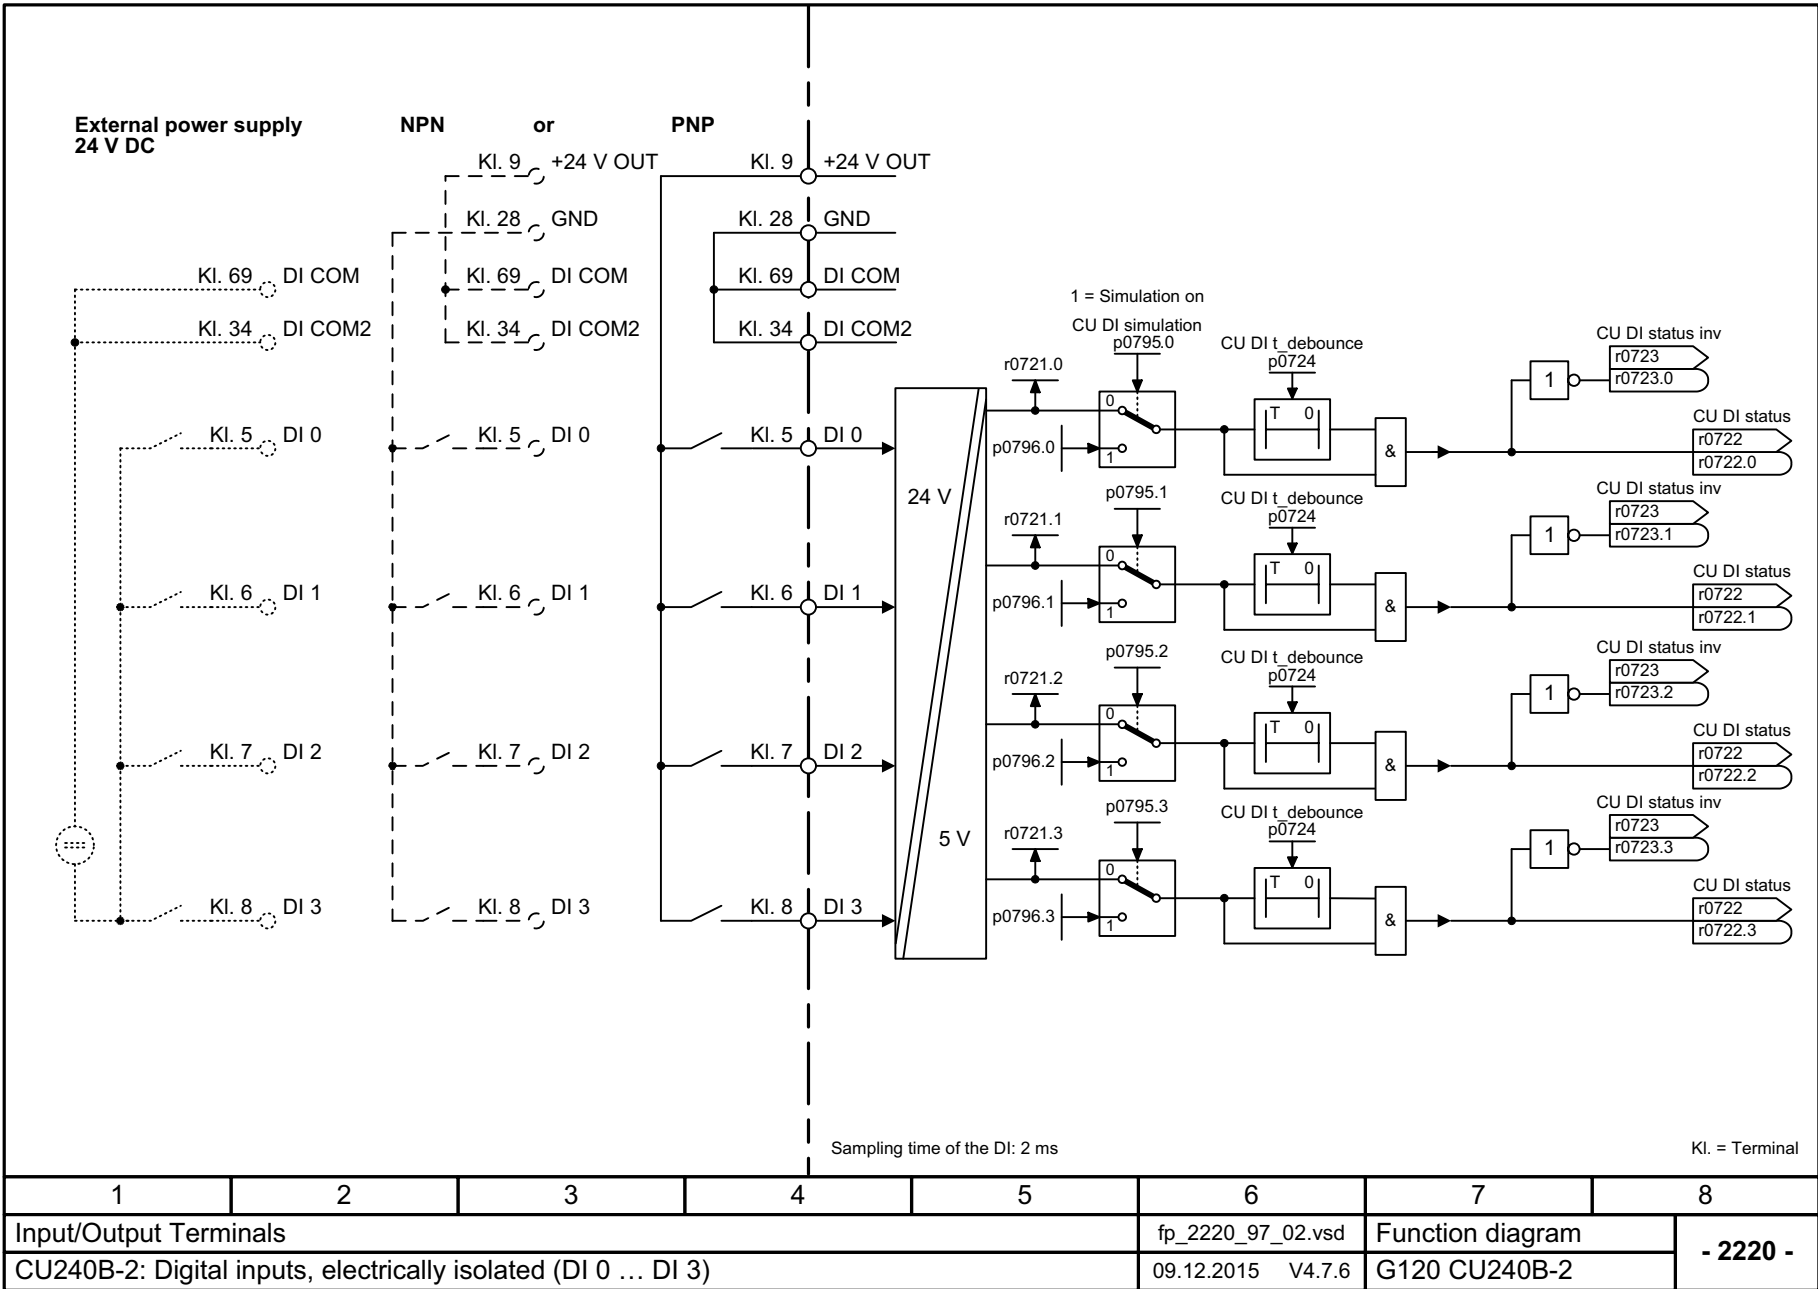 External power supply
24 V DC
NPN or PNP
Kl. 9 +24 V OUT
Kl. 9 +24 V OUT
Kl. 28 GND
Kl. 28 GND
Kl. 69 DI COM
Kl. 69 DI COM
Kl. 69 DI COM
Kl. 34 DI COM2
Kl. 34 DI COM2
Kl. 34 DI COM2
Kl. 5 DI 0
Kl. 5 DI 0
Kl. 5 DI 0
Kl. 6 DI 1
Kl. 6 DI 1
Kl. 6 DI 1
Kl. 7 DI 2
Kl. 7 DI 2
Kl. 7 DI 2
Kl. 8 DI 3
Kl. 8 DI 3
Kl. 8 DI 3
24 V
5 V
1 = Simulation on
CU DI simulation
p0795.0
r0721.0
p0796.0
0
1
CU DI t_debounce
p0724
T 0
&
1
CU DI status inv
r0723
r0723.0
CU DI status
r0722
r0722.0
p0795.1
r0721.1
p0796.1
0
1
CU DI t_debounce
p0724
T 0
&
1
CU DI status inv
r0723
r0723.1
CU DI status
r0722
r0722.1
p0795.2
r0721.2
p0796.2
0
1
CU DI t_debounce
p0724
T 0
&
1
CU DI status inv
r0723
r0723.2
CU DI status
r0722
r0722.2
p0795.3
r0721.3
p0796.3
0
1
CU DI t_debounce
p0724
T 0
&
1
CU DI status inv
r0723
r0723.3
CU DI status
r0722
r0722.3
Sampling time of the DI: 2 ms
Kl. = Terminal
1 2 3 4 5 6 7 8
Input/Output Terminals
fp_2220_97_02.vsd
Function diagram
- 2220 -
CU240B-2: Digital inputs, electrically isolated (DI 0 … DI 3)
09.12.2015 V4.7.6
G120 CU240B-2